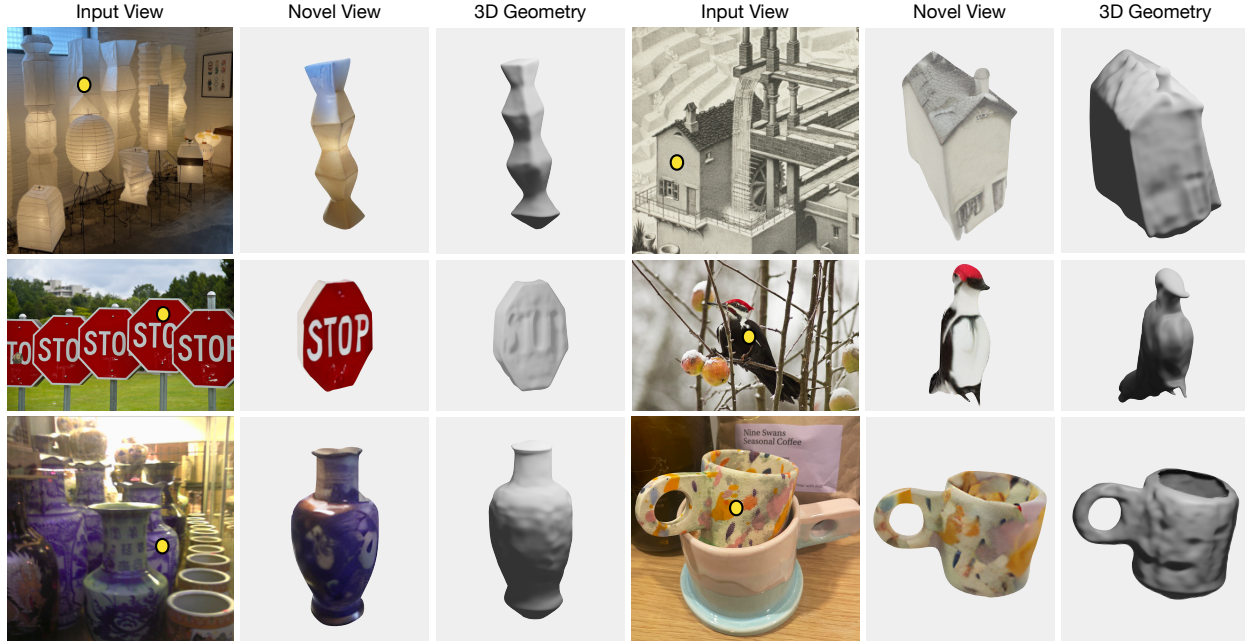 Input View
Novel View
3D Geometry
Input View
Novel View
3D Geometry
TO
STO
STO
STO
STOP
STOP
Nine Swans
Seasonal Coffee